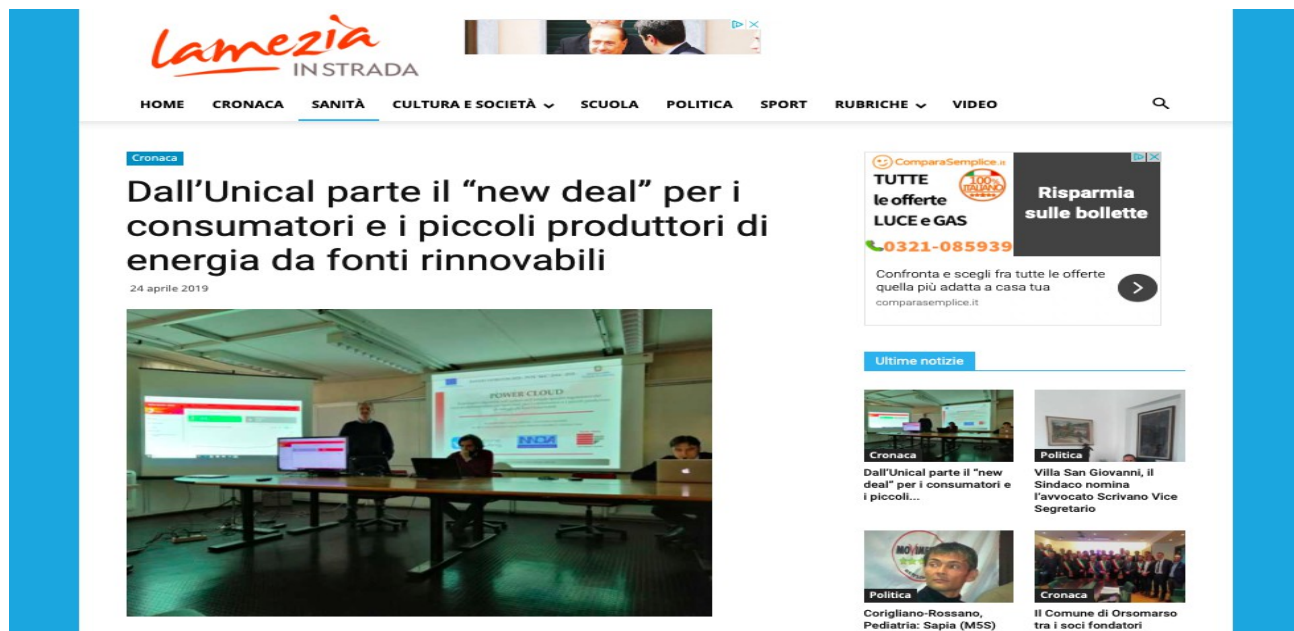 Lamezia
IN STRADA
HOME CRONACA SANITÀ CULTURA E SOCIETÀ SCUOLA POLITICA SPORT RUBRICHE VIDEO
Cronaca
Dall'Unical parte il “new deal” per i
consumatori e i piccoli produttori di
energia da fonti rinnovabili
24 aprile 2019
POWER CLOUD
ComparaSemplice.it
TUTTE
le offerte
LUCE e GAS
100%
ITALIANO
0321-085939
Risparmia
sulle bollette
Confronta e scegli fra tutte le offerte
quella più adatta a casa tua
comparasemplice.it
Ultime notizie
Cronaca
Dall'Unical parte il “new
deal” per i consumatori e
i piccoli...
Politica
Villa San Giovanni, il
Sindaco nomina
l'avvocato Scrivano Vice
Segretario
Politica
Corigliano-Rossano,
Pediatria: Sapia (M5S)
Cronaca
Il Comune di Orsomarso
tra i soci fondatori